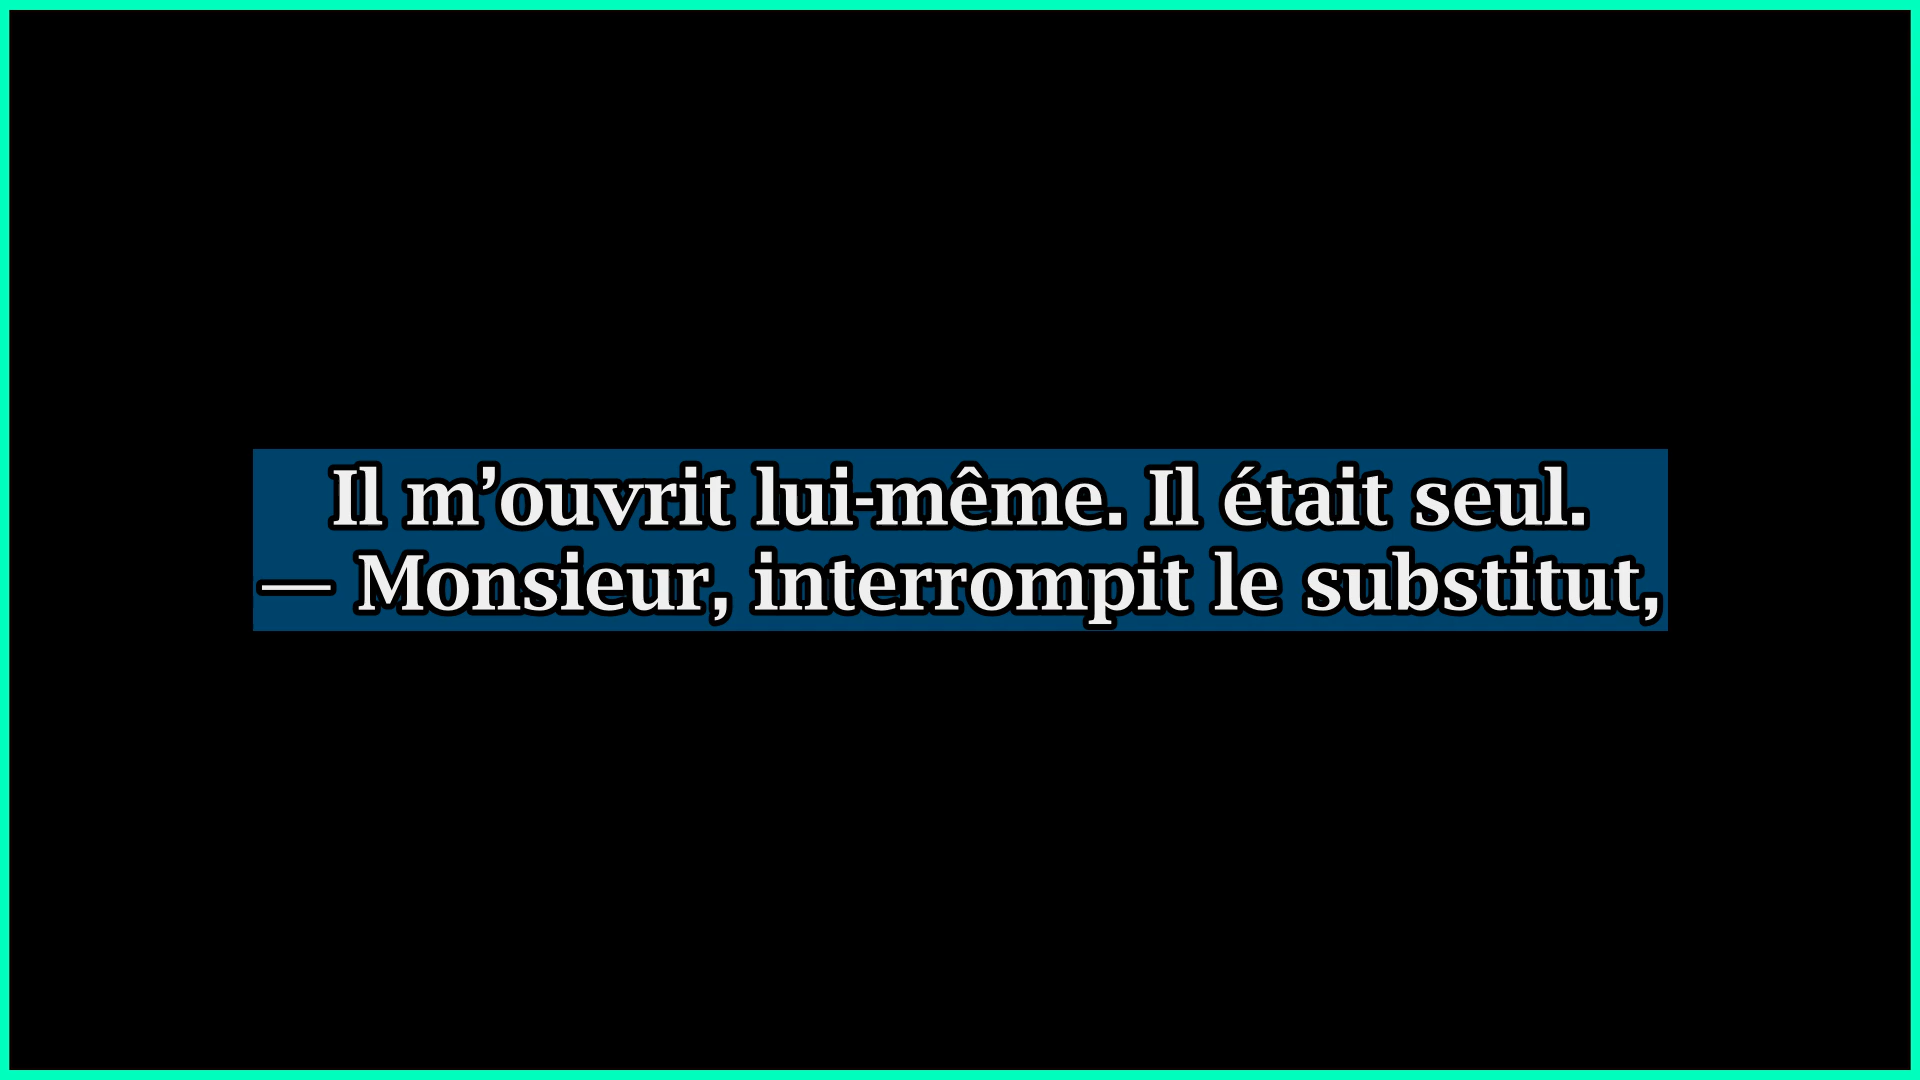 Il m’ouvrit lui-même. Il était seul.
— Monsieur, interrompit le substitut,